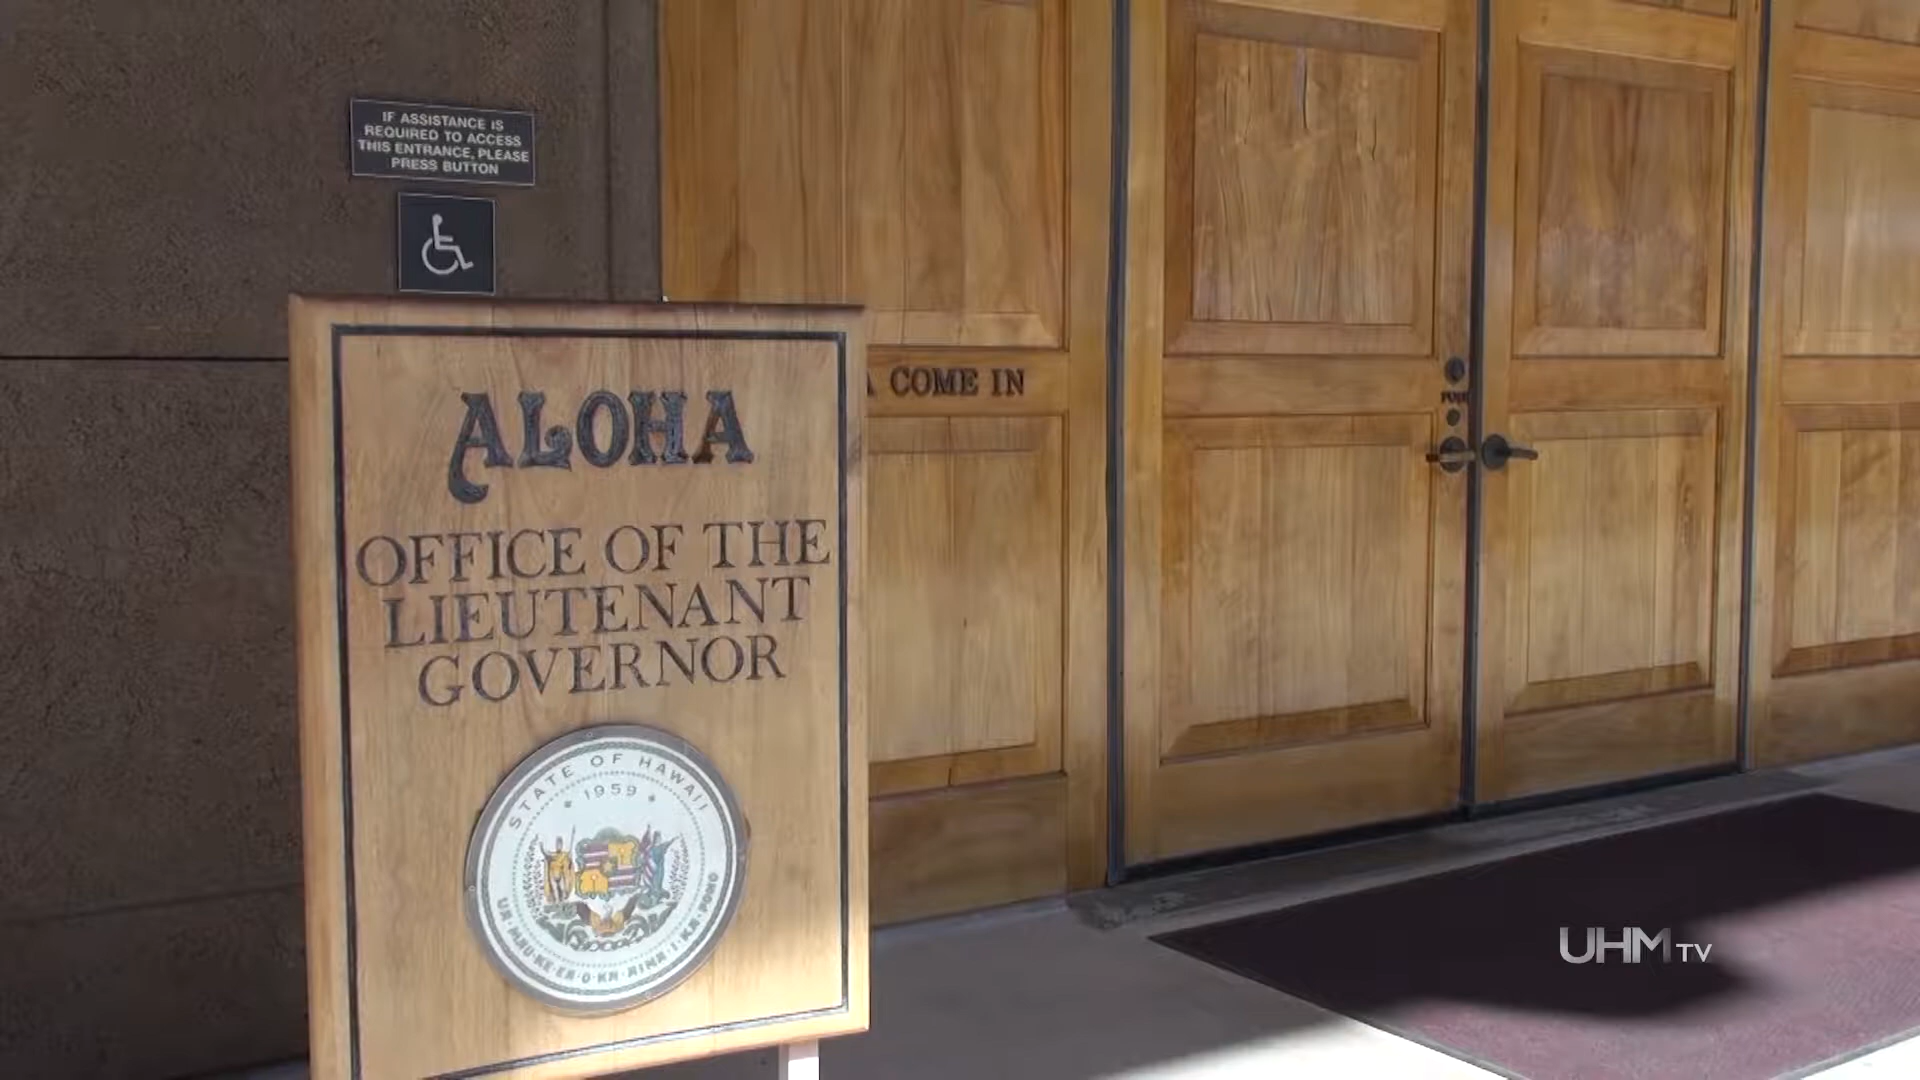 IF ASSISTANCE IS
REQUIRED TO ACCESS
THIS ENTRANCE, PLEASE
PRESS BUTTON
ALOHA
OFFICE OF THE
LIEUTENANT
GOVERNOR
STATE OF HAWAII
1959
UA·MAU·KE·EA·O·KA·AINA·I·KA·PONO
COME IN
PUSH
UHM TV